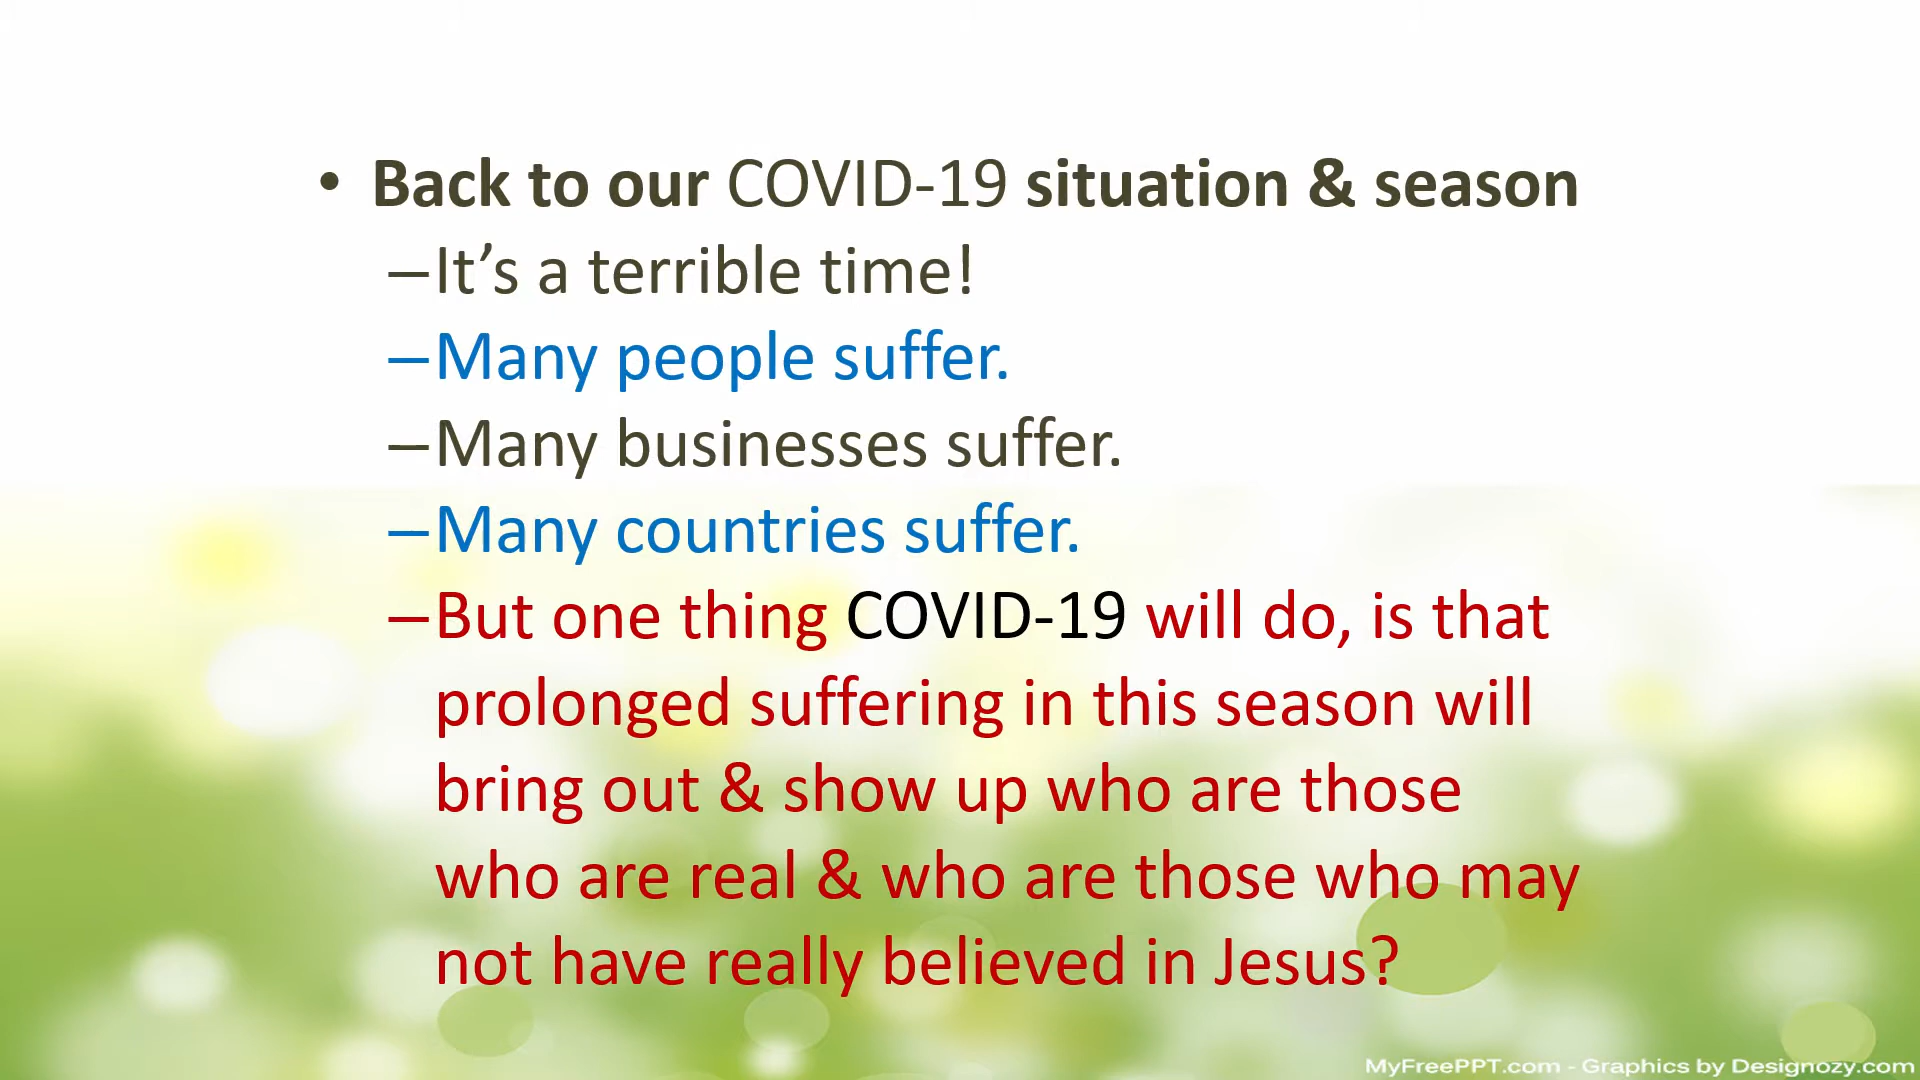 • Back to our COVID-19 situation & season
–It’s a terrible time!
–Many people suffer.
–Many businesses suffer.
–Many countries suffer.
–But one thing COVID-19 will do, is that
prolonged suffering in this season will
bring out & show up who are those
who are real & who are those who may
not have really believed in Jesus?
MyFreePPT.com - Graphics by Designozy.com